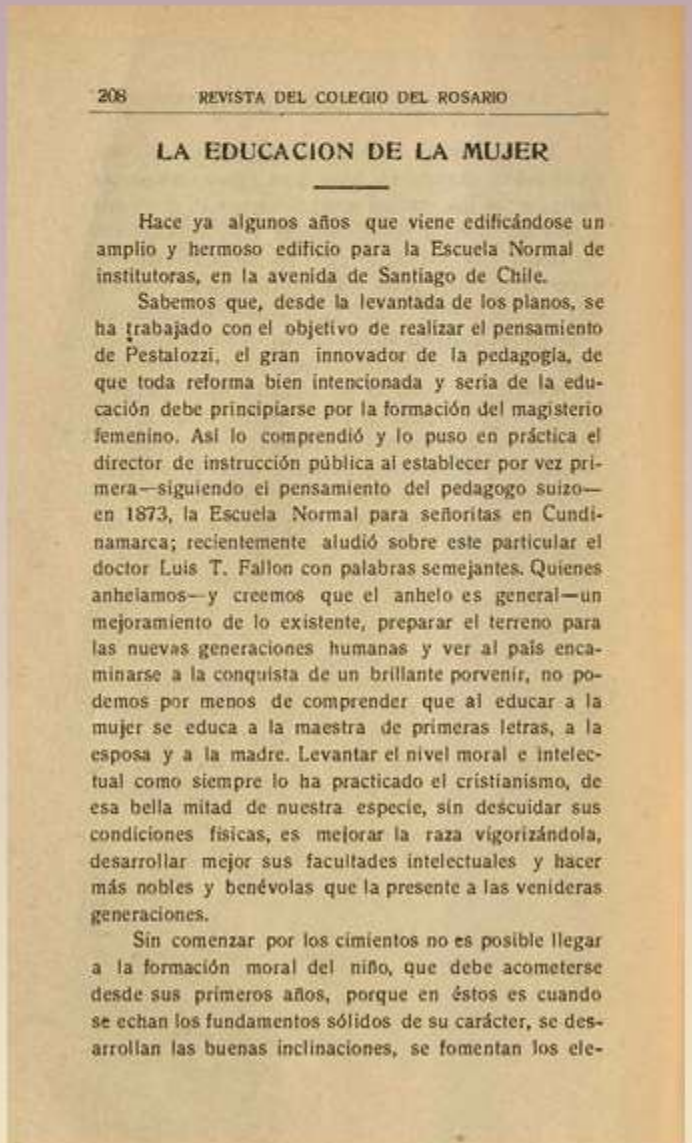 208 REVISTA DEL COLEGIO DEL ROSARIO
LA EDUCACION DE LA MUJER
Hace ya algunos años que viene edificándose un
amplio y hermoso edificio para la Escuela Normal de
institutoras, en la avenida de Santiago de Chile.
Sabemos que, desde la levantada de los planos, se
ha trabajado con el objetivo de realizar el pensamiento
de Pestalozzi, el gran innovador de la pedagogía, de
que toda reforma bien intencionada y seria de la edu-
cación debe principiarse por la formación del magisterio
femenino. Así lo comprendió y lo puso en práctica el
director de instrucción pública al establecer por vez pri-
mera—siguiendo el pensamiento del pedagogo suizo—
en 1873, la Escuela Normal para señoritas en Cundi-
namarca; recientemente aludió sobre este particular el
doctor Luis T. Fallon con palabras semejantes. Quienes
anhelamos—y creemos que el anhelo es general—un
mejoramiento de lo existente, preparar el terreno para
las nuevas generaciones humanas y ver al país enca-
minarse a la conquista de un brillante porvenir, no po-
demos por menos de comprender que al educar a la
mujer se educa a la maestra de primeras letras, a la
esposa y a la madre. Levantar el nivel moral e intelec-
tual como siempre lo ha practicado el cristianismo, de
esa bella mitad de nuestra especie, sin descuidar sus
condiciones físicas, es mejorar la raza vigorizándola,
desarrollar mejor sus facultades intelectuales y hacer
más nobles y benévolas que la presente a las venideras
generaciones.
Sin comenzar por los cimientos no es posible llegar
a la formación moral del niño, que debe acometerse
desde sus primeros años, porque en éstos es cuando
se echan los fundamentos sólidos de su carácter, se des-
arrollan las buenas inclinaciones, se fomentan los ele-